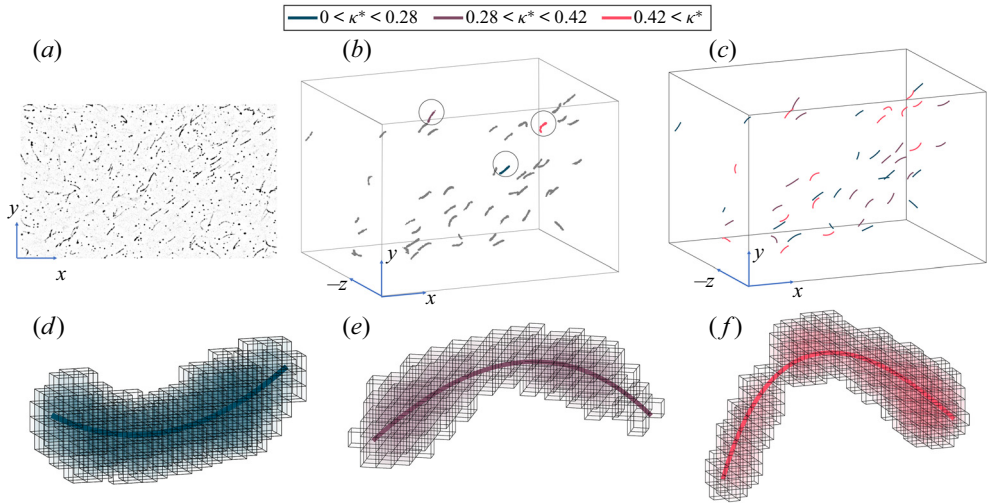 0 < κ* < 0.28 0.28 < κ* < 0.42 0.42 < κ*
(a) (b) (c)
y
x
y
−z
x
y
−z
x
(d) (e) (f)